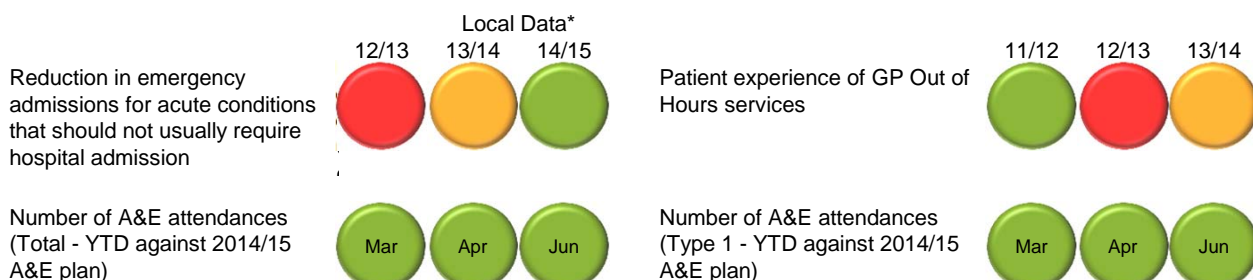 Local Data*
12/13 13/14 14/15
Reduction in emergency
admissions for acute conditions
that should not usually require
hospital admission
11/12 12/13 13/14
Patient experience of GP Out of
Hours services
Number of A&E attendances
(Total - YTD against 2014/15
A&E plan)
Mar Apr Jun
Number of A&E attendances
(Type 1 - YTD against 2014/15
A&E plan)
Mar Apr Jun